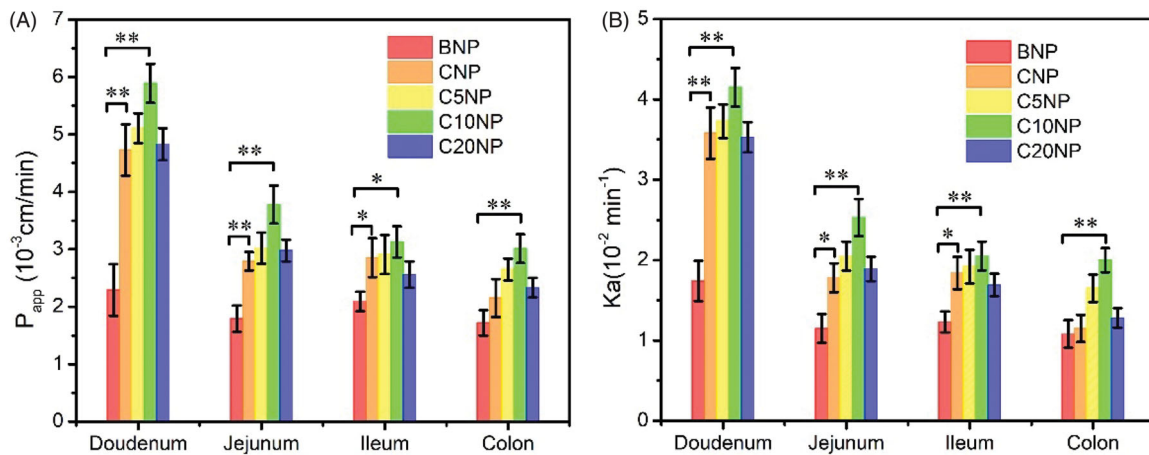 (A)
P_app (10⁻³cm/min)
7
6
5
4
3
2
1
0
** **
** **
* *
**
BNP
CNP
C5NP
C10NP
C20NP
Doudenum Jejunum Ileum Colon
(B)
Ka(10⁻² min⁻¹)
5
4
3
2
1
0
** **
* **
* **
**
BNP
CNP
C5NP
C10NP
C20NP
Doudenum Jejunum Ileum Colon